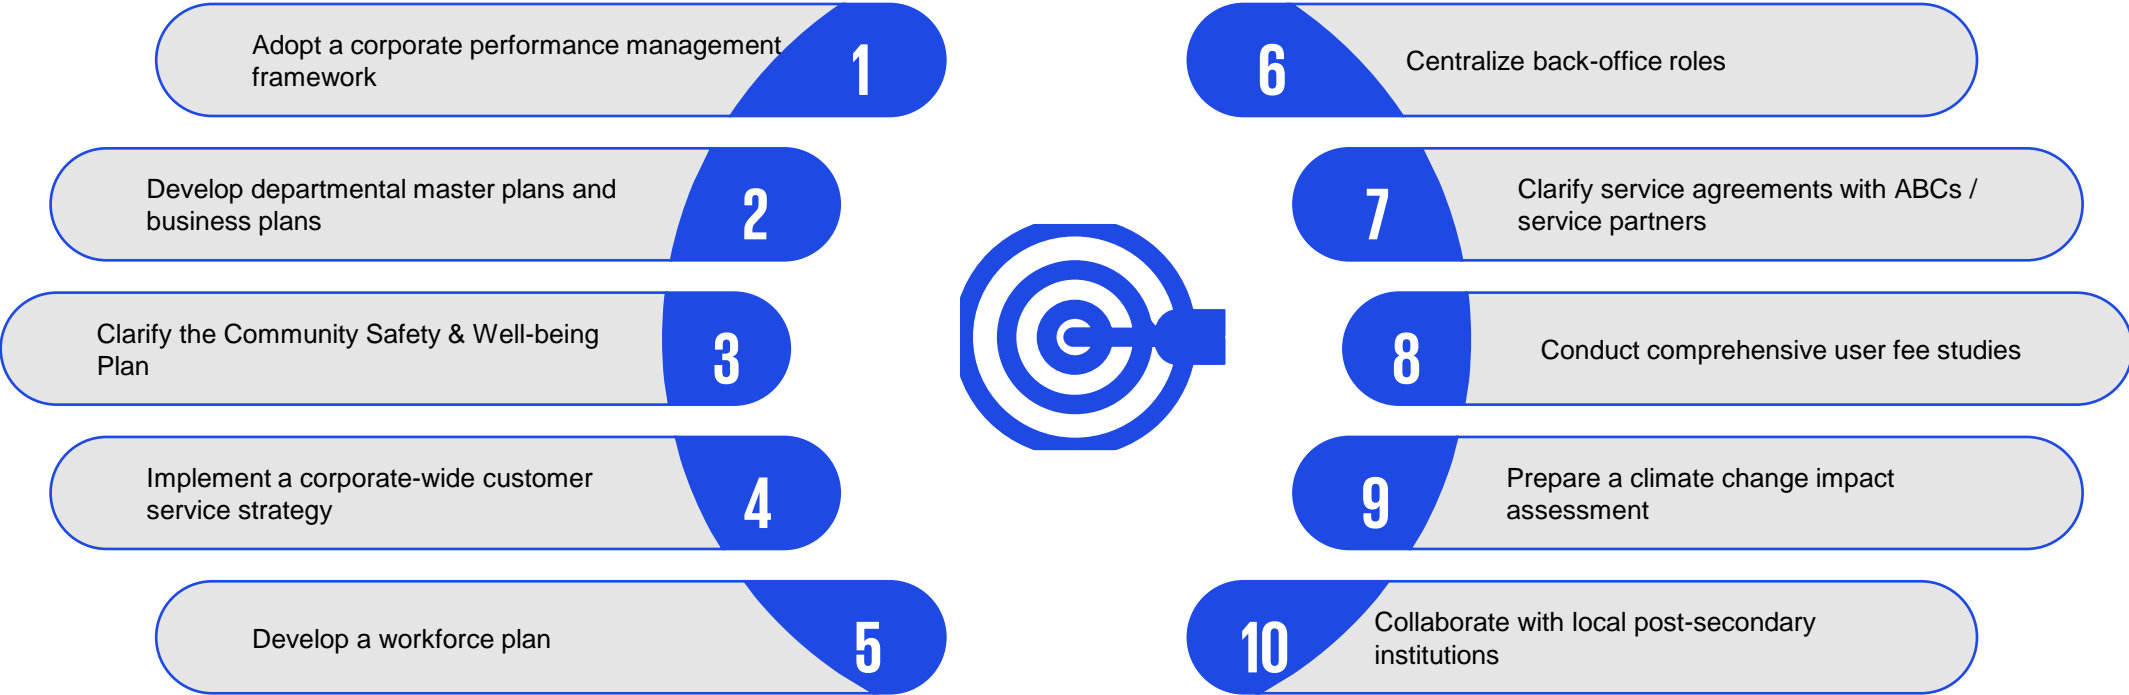 Adopt a corporate performance management
framework
1
Develop departmental master plans and
business plans
2
Clarify the Community Safety & Well-being
Plan
3
Implement a corporate-wide customer
service strategy
4
Develop a workforce plan
5
6
Centralize back-office roles
7
Clarify service agreements with ABCs /
service partners
8
Conduct comprehensive user fee studies
9
Prepare a climate change impact
assessment
10
Collaborate with local post-secondary
institutions